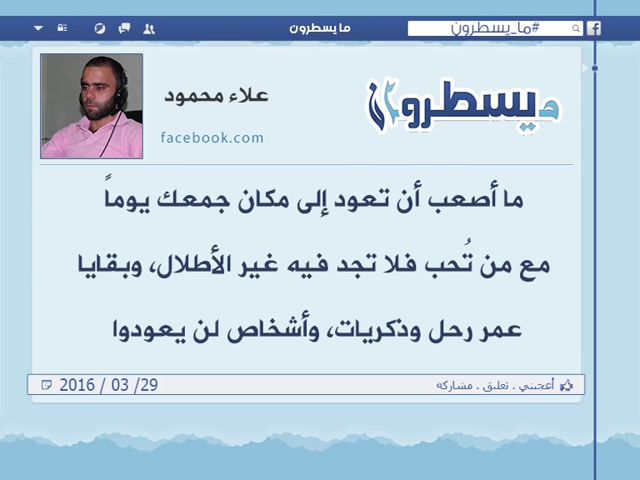 #ما_يسطرون
ما يسطرون
ما يسطرون
علاء محمود
facebook.com
ما أصعب أن تعود إلى مكان جمعك يوماً
مع من تُحب فلا تجد فيه غير الأطلال، وبقايا
عمر رحل وذكريات، وأشخاص لن يعودوا
أعجبني . تعليق . مشاركه
2016 / 03 /29